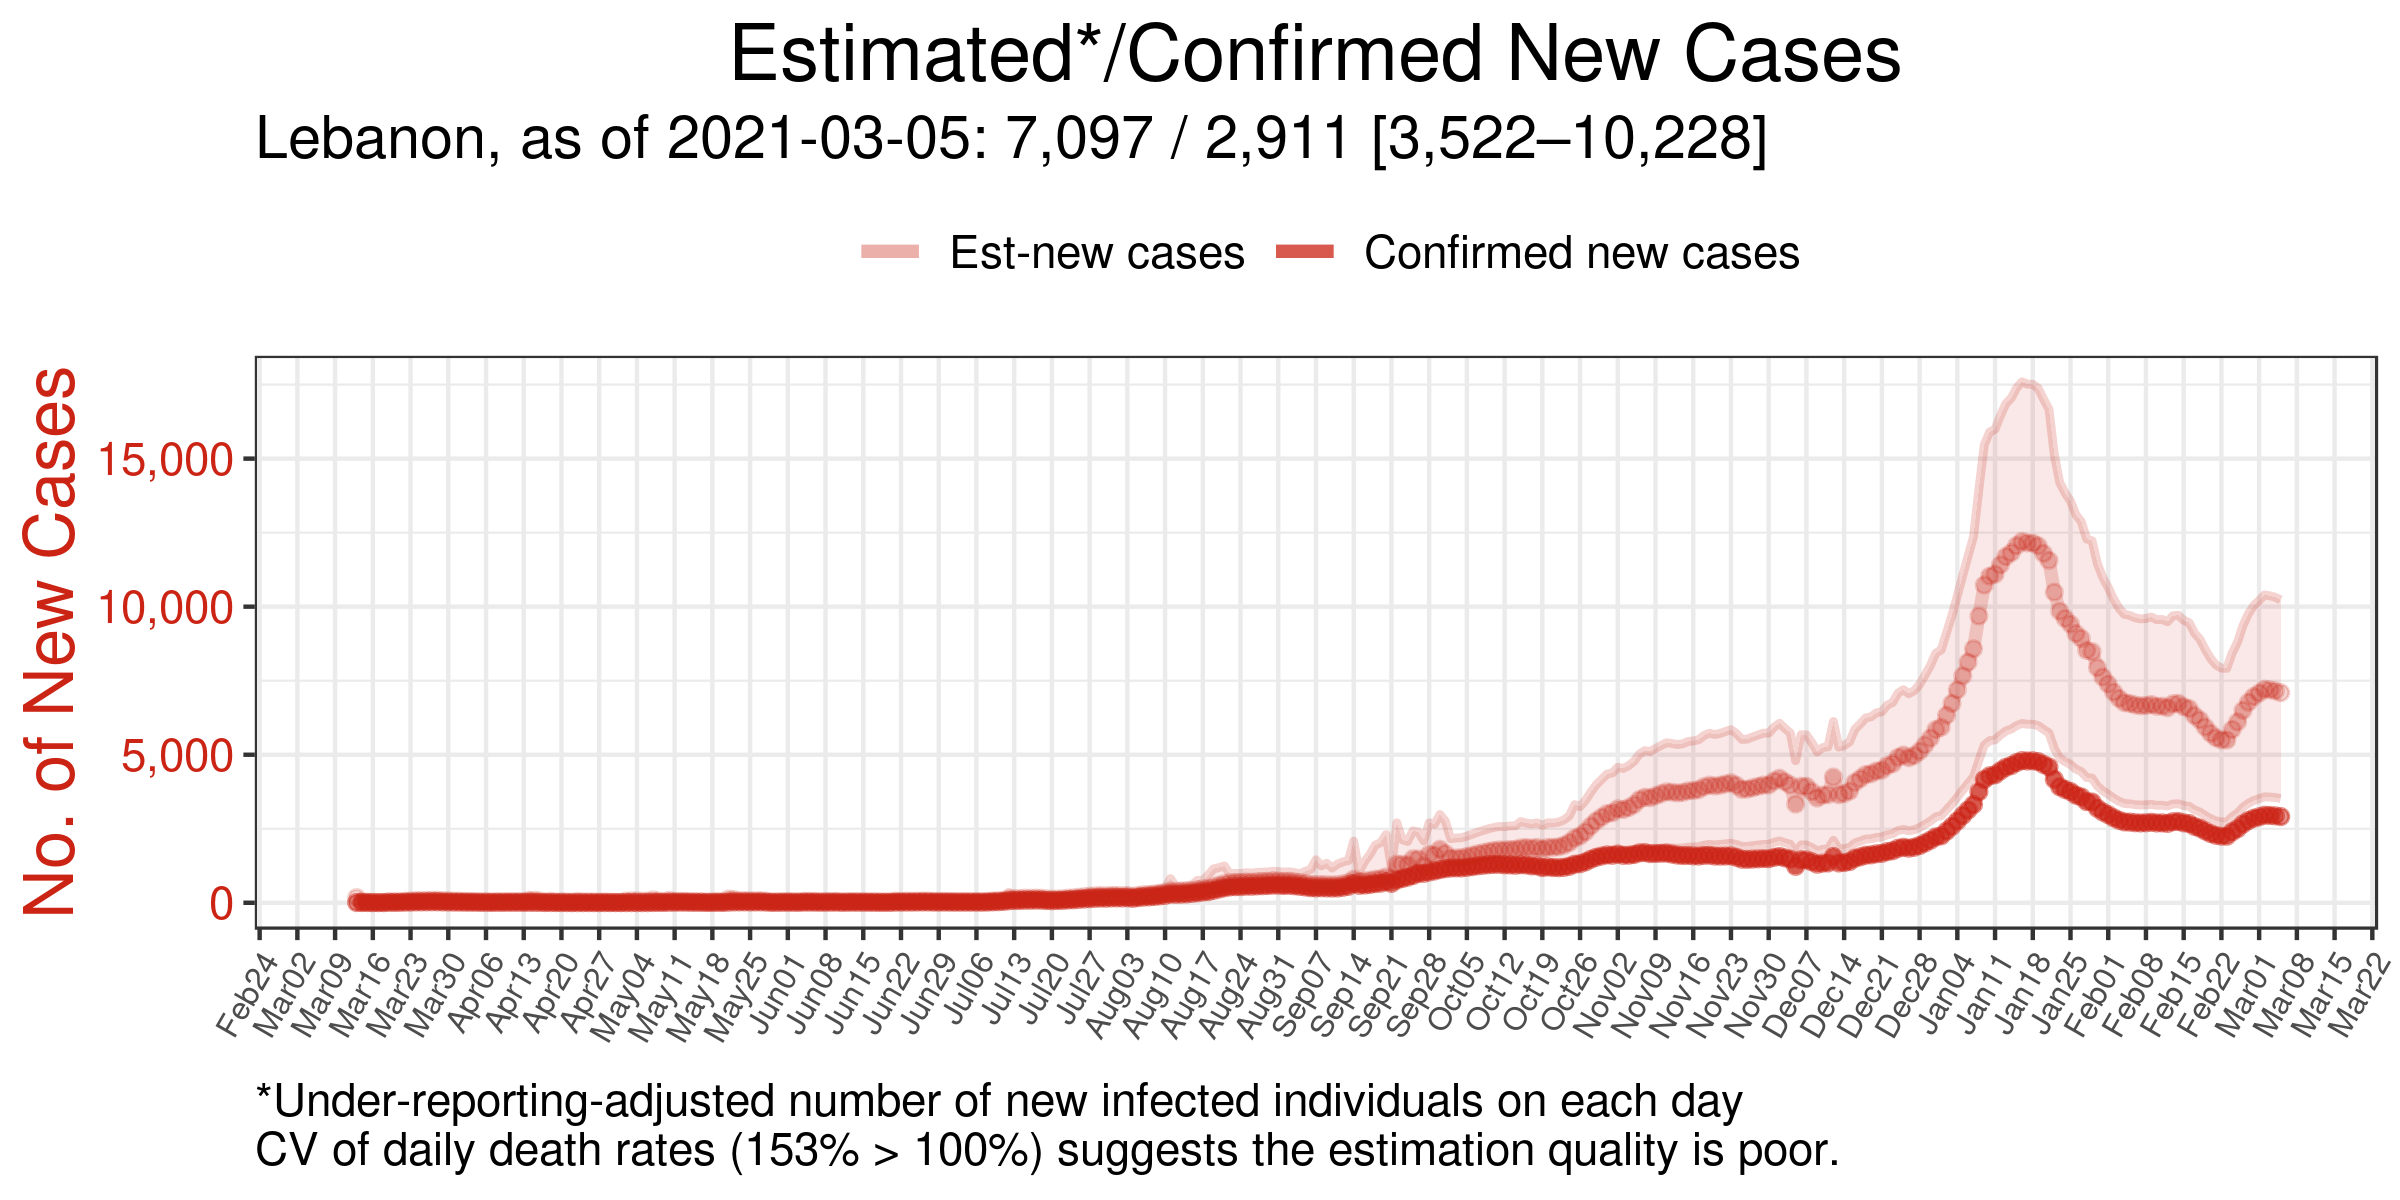 Estimated*/Confirmed New Cases
Lebanon, as of 2021-03-05: 7,097 / 2,911 [3,522–10,228]
Est-new cases
Confirmed new cases
No. of New Cases
15,000
10,000
5,000
0
Feb24
Mar02
Mar09
Mar16
Mar23
Mar30
Apr06
Apr13
Apr20
Apr27
May04
May11
May18
May25
Jun01
Jun08
Jun15
Jun22
Jun29
Jul06
Jul13
Jul20
Jul27
Aug03
Aug10
Aug17
Aug24
Aug31
Sep07
Sep14
Sep21
Sep28
Oct05
Oct12
Oct19
Oct26
Nov02
Nov09
Nov16
Nov23
Nov30
Dec07
Dec14
Dec21
Dec28
Jan04
Jan11
Jan18
Jan25
Feb01
Feb08
Feb15
Feb22
Mar01
Mar08
Mar15
Mar22
*Under-reporting-adjusted number of new infected individuals on each day
CV of daily death rates (153% > 100%) suggests the estimation quality is poor.